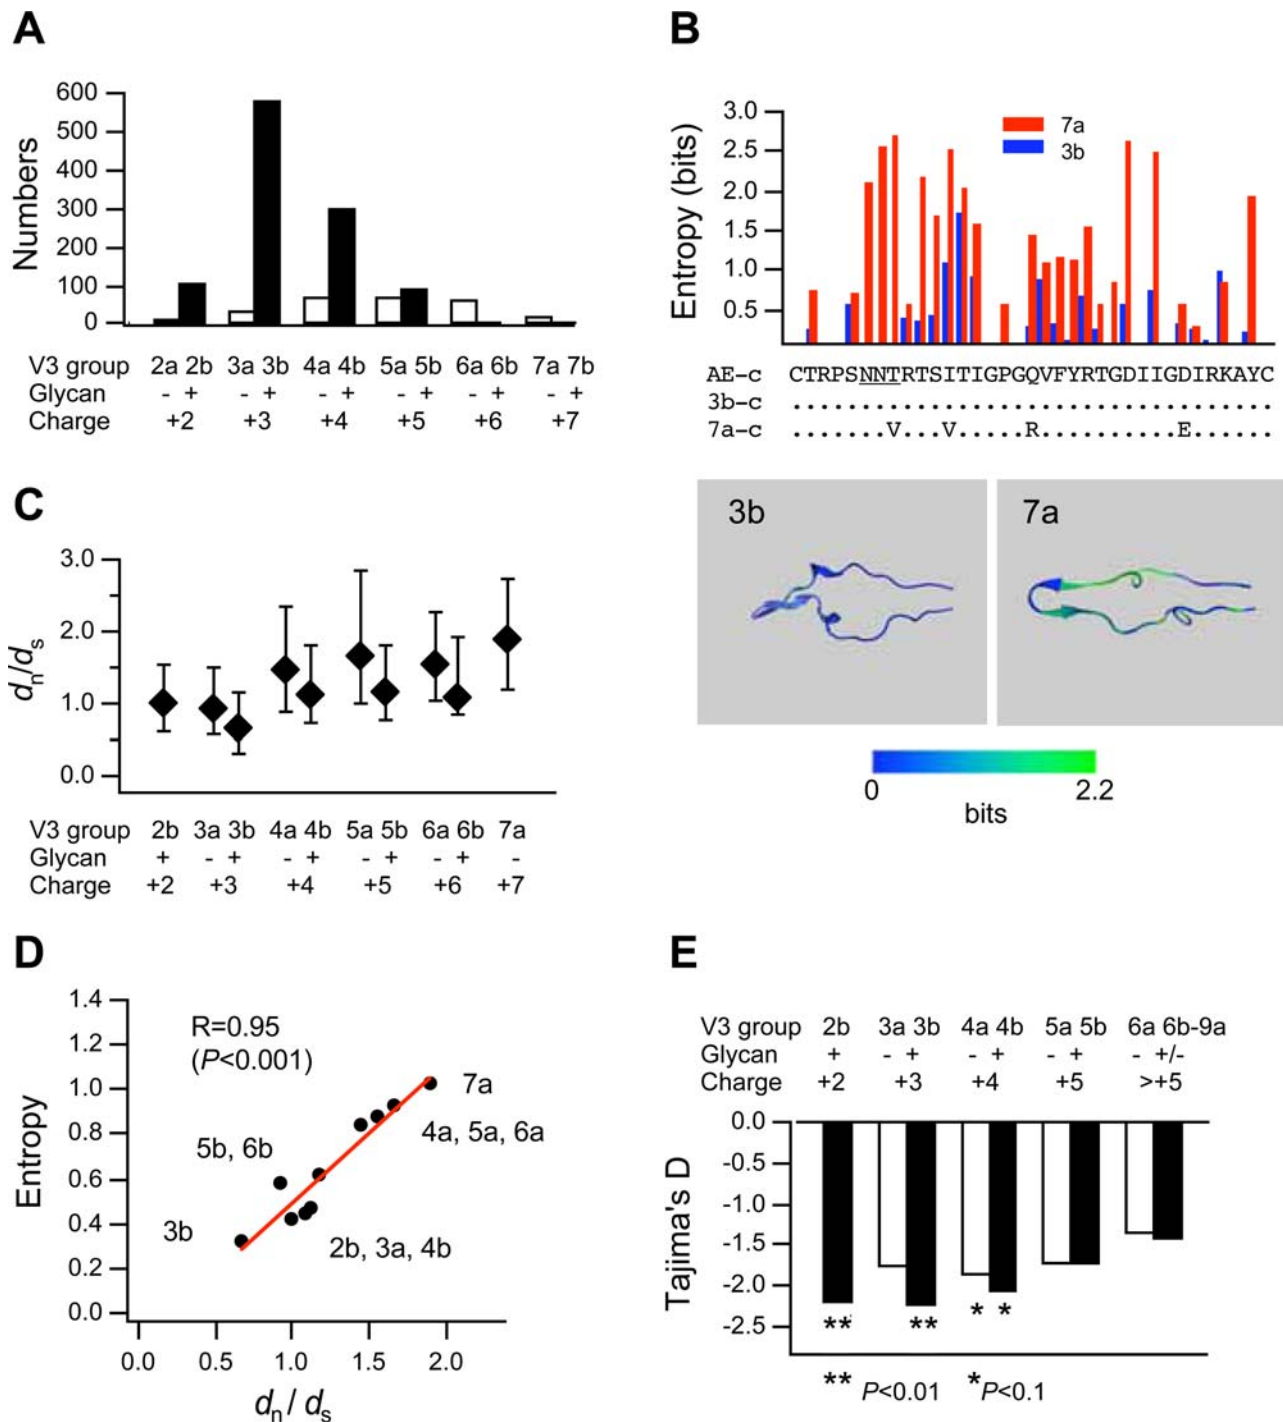 A
600
500
400
300
200
100
0
Numbers
V3 group 2a 2b 3a 3b 4a 4b 5a 5b 6a 6b 7a 7b
Glycan - + - + - + - + - + - +
Charge +2 +3 +4 +5 +6 +7
B
3.0
2.5
2.0
1.5
1.0
0.5
Entropy (bits)
7a
3b
AE-c CTRPSNNTRTSITIGPGQVFYRTGDIIGDIRKAYC
3b-c ...................................
7a-c .......V...V.....R..........E......
3b
7a
0 2.2
bits
C
3.0
2.0
1.0
0.0
dn/ds
V3 group 2b 3a 3b 4a 4b 5a 5b 6a 6b 7a
Glycan + - + - + - + - + -
Charge +2 +3 +4 +5 +6 +7
D
1.4
1.2
1.0
0.8
0.6
0.4
0.2
0.0
Entropy
R=0.95
(P<0.001)
7a
4a, 5a, 6a
5b, 6b
3b
2b, 3a, 4b
0.0 0.5 1.0 1.5 2.0
dn / ds
E
V3 group 2b 3a 3b 4a 4b 5a 5b 6a 6b-9a
Glycan + - + - + - + - +/-
Charge +2 +3 +4 +5 >+5
0.0
-0.5
-1.0
-1.5
-2.0
-2.5
Tajima's D
** ** * *
** P<0.01 *P<0.1